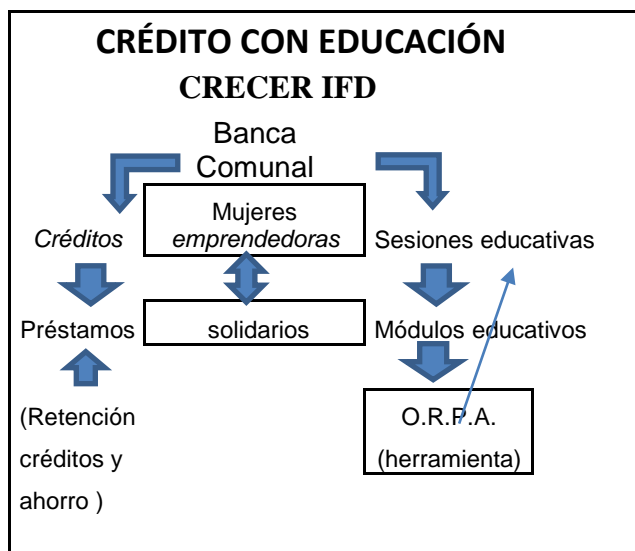 CRÉDITO CON EDUCACIÓN
CRECER IFD
Banca
Comunal
Mujeres
emprendedoras
Créditos
Sesiones educativas
Préstamos
solidarios
Módulos educativos
(Retención
créditos y
ahorro )
O.R.P.A.
(herramienta)